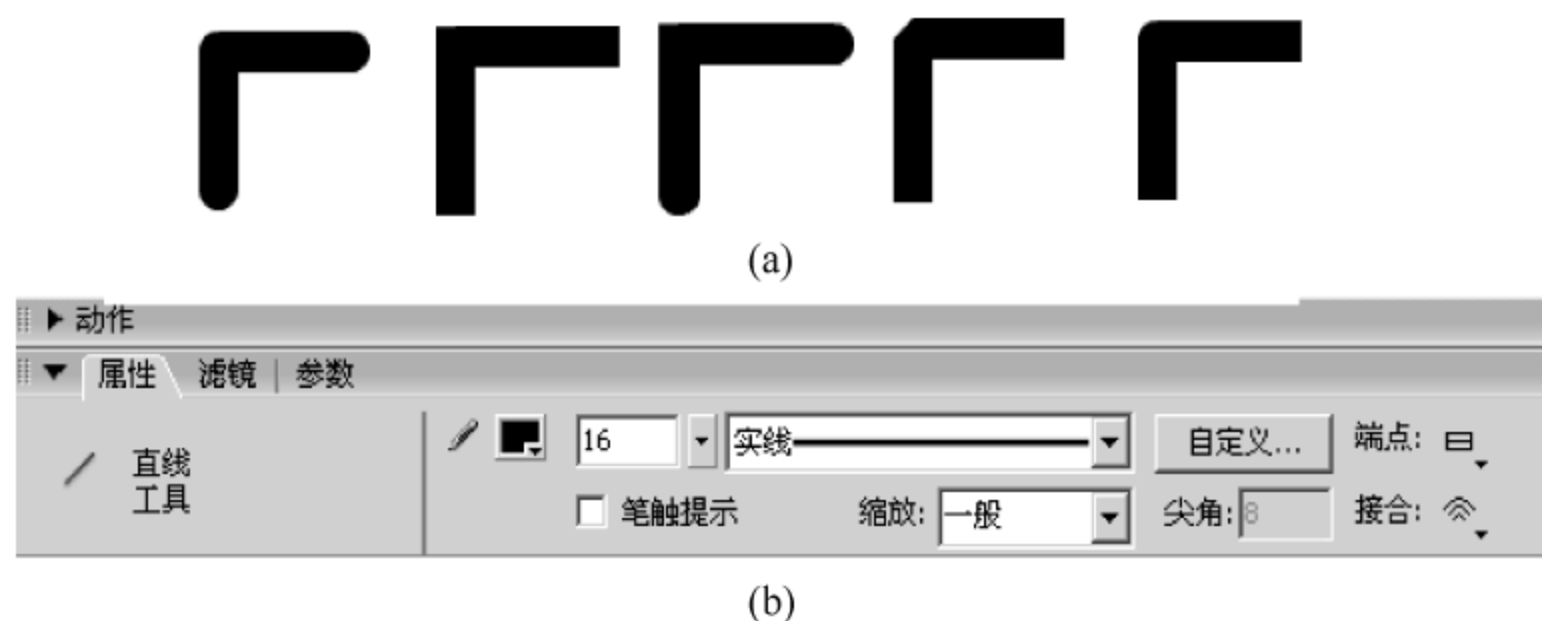 (a)
动作
属性 滤镜 | 参数
16 实线 自定义... 端点:
直线
工具
笔触提示 缩放: 一般 尖角: 8 接合:
(b)